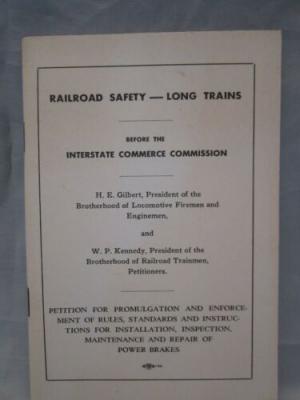 RAILROAD SAFETY — LONG TRAINS
BEFORE THE
INTERSTATE COMMERCE COMMISSION
H. E. Gilbert, President of the
Brotherhood of Locomotive Firemen and
Enginemen,
and
W. P. Kennedy, President of the
Brotherhood of Railroad Trainmen,
Petitioners.
PETITION FOR PROMULGATION AND ENFORCE-
MENT OF RULES, STANDARDS AND INSTRUC-
TIONS FOR INSTALLATION, INSPECTION,
MAINTENANCE AND REPAIR OF
POWER BRAKES